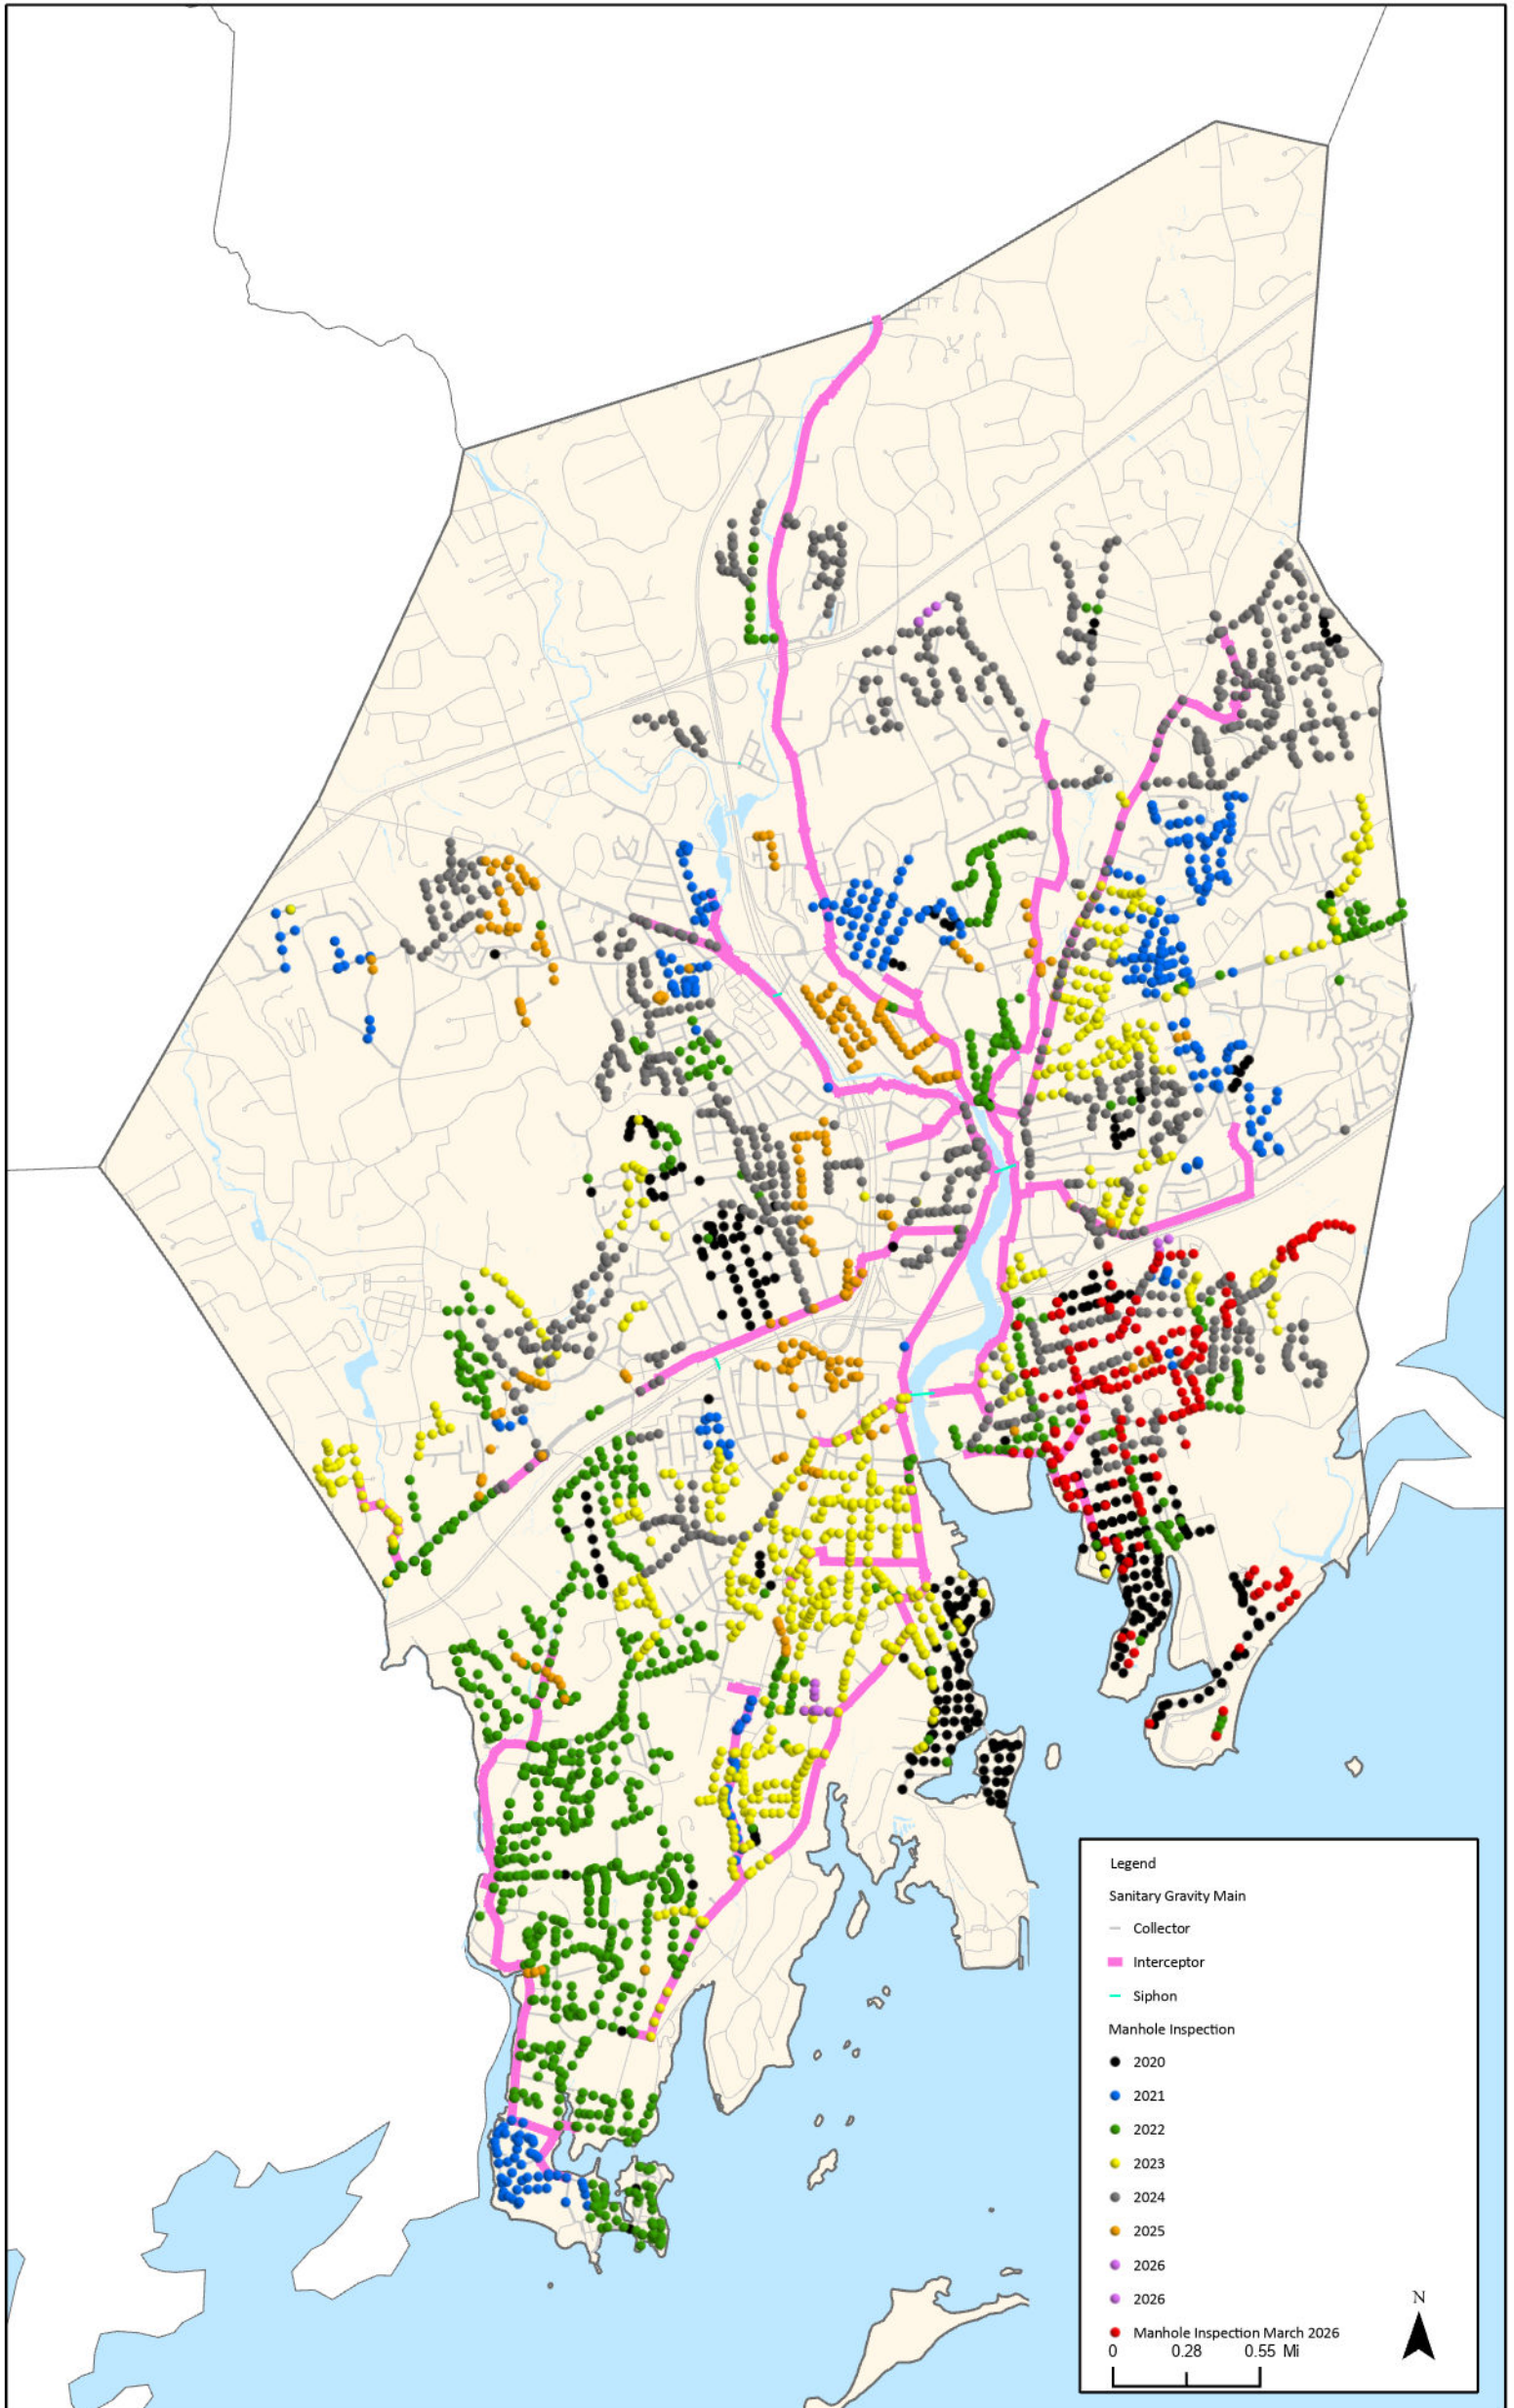 Legend
Sanitary Gravity Main
Collector
Interceptor
Siphon
Manhole Inspection
2020
2021
2022
2023
2024
2025
2026
2026
Manhole Inspection March 2026
0 0.28 0.55 Mi
N